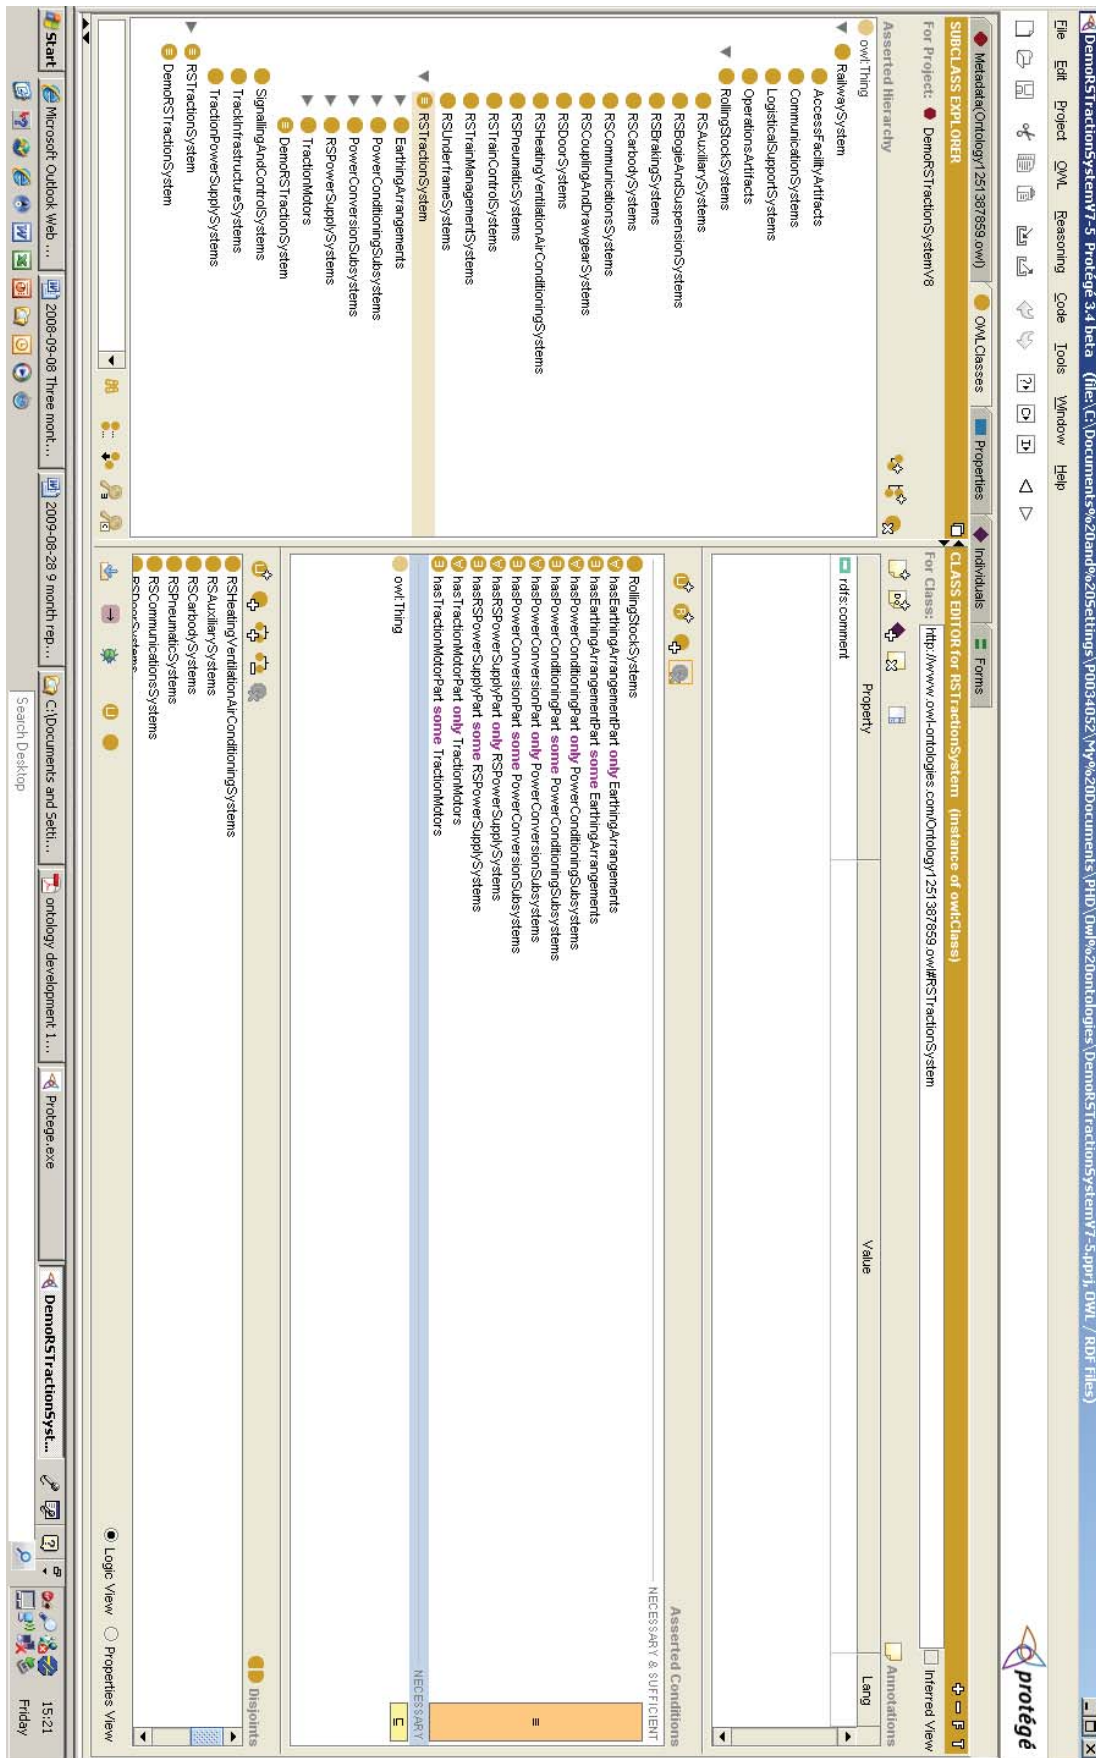 DemoRSTractionSystemV7-5 Protégé 3.4 beta (file:\C:\Documents%20and%20Settings\P0034052\My%20Documents\PHD\Owl%20ontologies\DemoRSTractionSystemV7-5.pprj, OWL / RDF Files)
File Edit Project OWL Reasoning Code Tools Window Help
protégé
Metadata(Ontology1251387859.owl) OWLClasses Properties Individuals Forms
SUBCLASS EXPLORER
For Project: DemoRSTractionSystemV8
Asserted Hierarchy
owl:Thing
RailwaySystem
AccessFacilityArtifacts
CommunicationSystems
LogisticalSupportSystem
OperationsArtifacts
RollingStockSystems
RSAuxiliarySystems
RSBogieAndSuspensionSystems
RSBrakingSystems
RSCarbodySystems
RSCommunicationsSystems
RSCouplingAndDrawgearSystems
RSDoorSystems
RSHeatingVentilationAirConditioningSystems
RSPneumaticSystems
RSTrainControlSystems
RSTrainManagementSystems
RSUnderframeSystems
RSTractionSystem
EarthingArrangements
PowerConditioningSubsystems
PowerConversionSubsystems
RSPowerSupplySystems
TractionMotors
DemoRSTractionSystem
SignallingAndControlSystems
TrackInfrastructureSystems
TractionPowerSupplySystems
RSTractionSystem
DemoRSTractionSystem
CLASS EDITOR for RSTractionSystem (instance of owl:Class)
For Class: http://www.owl-ontologies.com/Ontology1251387859.owl#RSTractionSystem
Inferred View
Annotations
Property Value Lang
rdfs:comment
Asserted Conditions
NECESSARY & SUFFICIENT
RollingStockSystems
hasEarthingArrangementPart only EarthingArrangements
hasEarthingArrangementPart some EarthingArrangements
hasPowerConditioningPart only PowerConditioningSubsystems
hasPowerConditioningPart some PowerConditioningSubsystems
hasPowerConversionPart only PowerConversionSubsystems
hasPowerConversionPart some PowerConversionSubsystems
hasRSPowerSupplyPart only RSPowerSupplySystems
hasRSPowerSupplyPart some RSPowerSupplySystems
hasTractionMotorPart only TractionMotors
hasTractionMotorPart some TractionMotors
NECESSARY
owl:Thing
Disjoints
RSHeatingVentilationAirConditioningSystems
RSAuxiliarySystems
RSCarbodySystems
RSPneumaticSystems
RSCommunicationsSystems
RSDoorSystems
Logic View Properties View
Start Microsoft Outlook Web ... 2008-09-08 Three mont... 2009-08-28 9 month rep... C:\Documents and Setti... ontology development 1... Protege.exe DemoRSTractionSyst... 15:21
Search Desktop Friday